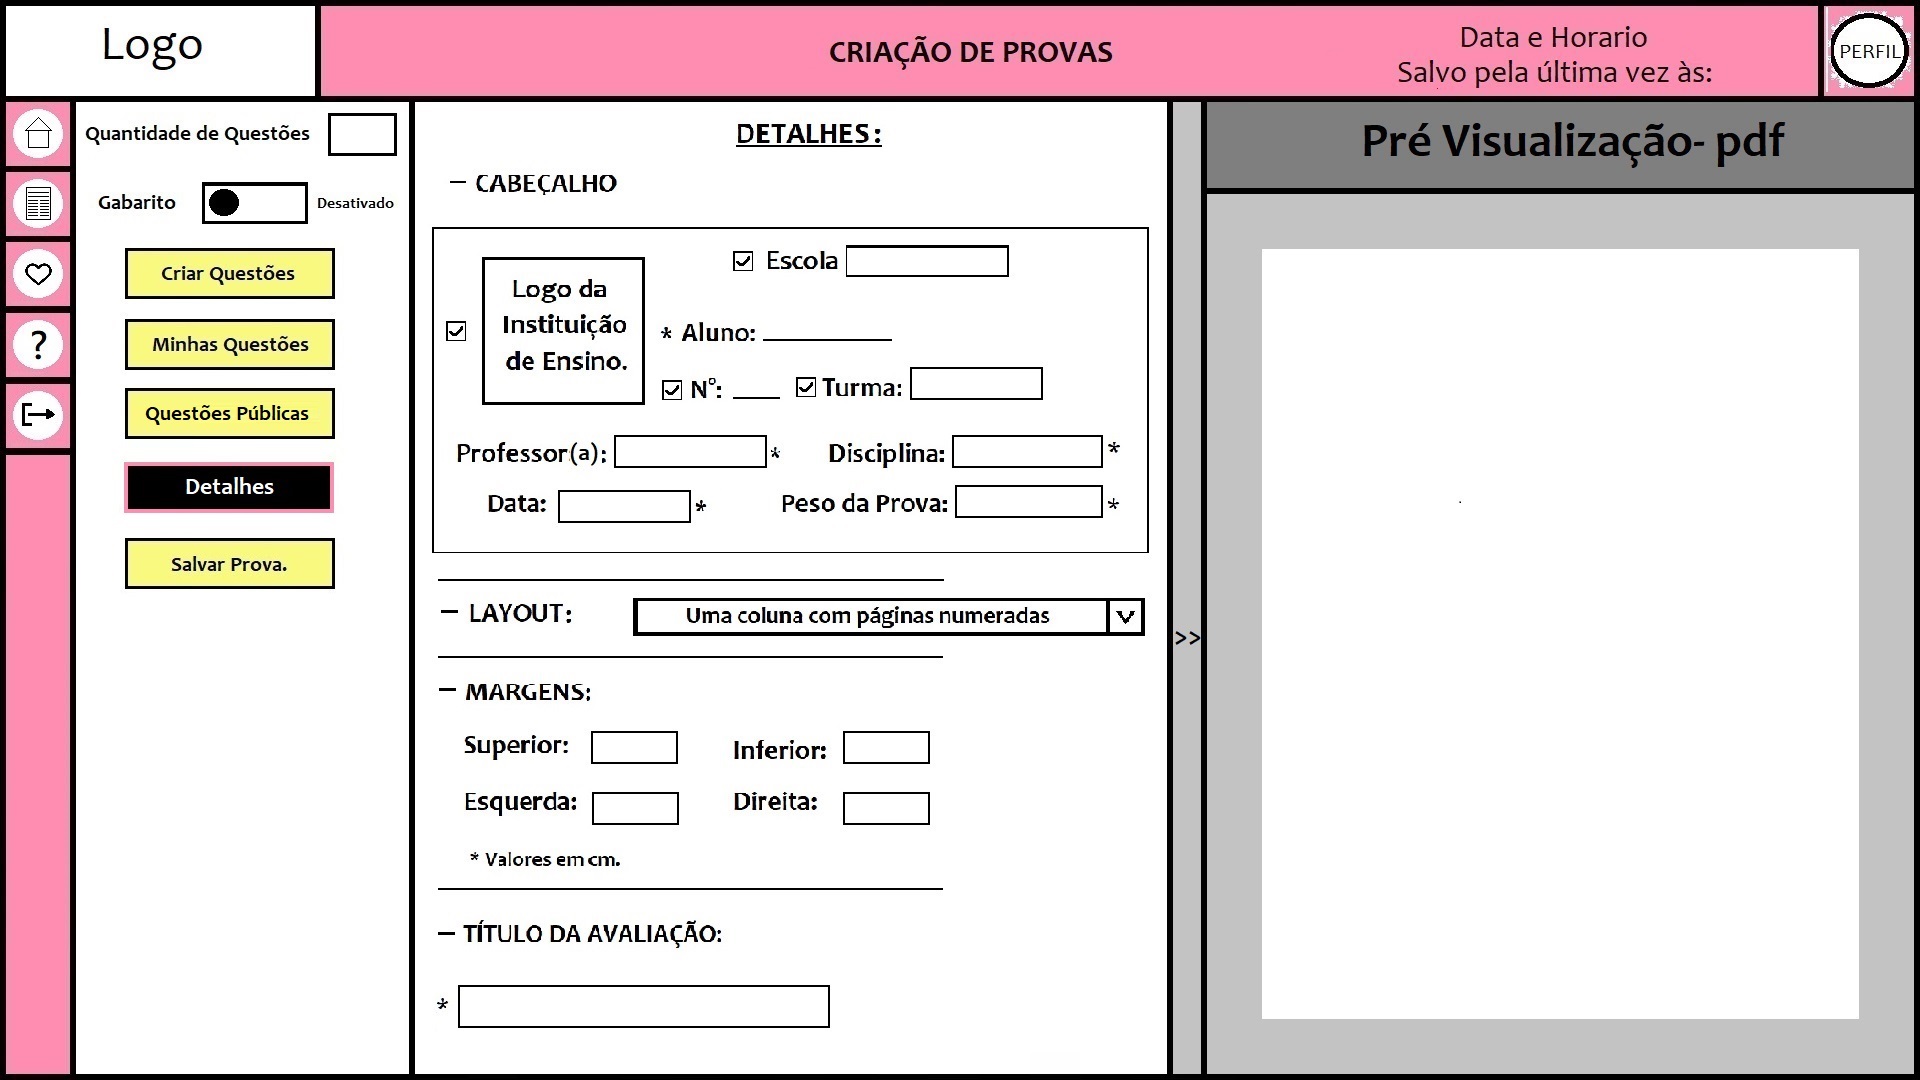 Logo
CRIAÇÃO DE PROVAS
Data e Horario
Salvo pela última vez às:
PERFIL
Quantidade de Questões
Gabarito
Desativado
Criar Questões
Minhas Questões
?
Questões Públicas
Detalhes
Salvar Prova.
DETALHES:
– CABEÇALHO
Escola
Logo da
Instituição
de Ensino.
* Aluno: ________
Nº: ___
Turma:
Professor(a): *
Disciplina: *
Data: *
Peso da Prova: *
– LAYOUT:
Uma coluna com páginas numeradas
– MARGENS:
Superior:
Inferior:
Esquerda:
Direita:
* Valores em cm.
– TÍTULO DA AVALIAÇÃO:
*
>>
Pré Visualização- pdf